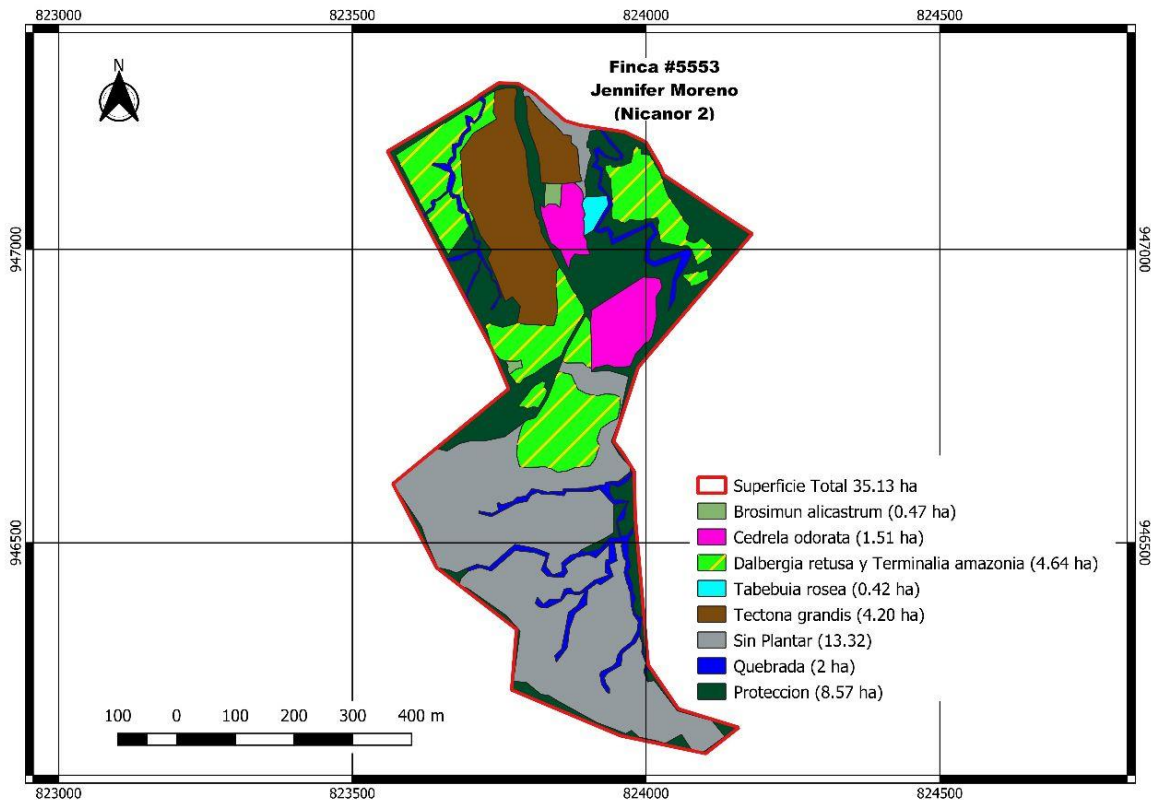 823000 823500 824000 824500
N
Finca #5553
Jennifer Moreno
(Nicanor 2)
947000 947000
Superficie Total 35.13 ha
Brosimun alicastrum (0.47 ha)
Cedrela odorata (1.51 ha)
946500 946500
Dalbergia retusa y Terminalia amazonia (4.64 ha)
Tabebuia rosea (0.42 ha)
Tectona grandis (4.20 ha)
Sin Plantar (13.32)
Quebrada (2 ha)
Proteccion (8.57 ha)
100 0 100 200 300 400 m
823000 823500 824000 824500